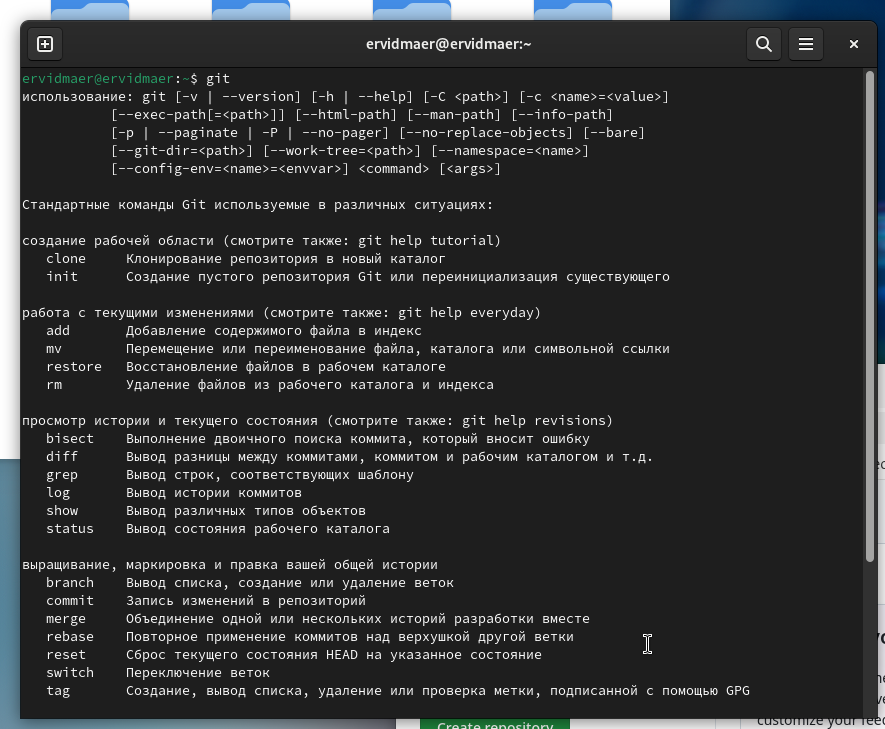 ervidmaer@ervidmaer:~
ervidmaer@ervidmaer:~$ git
использование: git [-v | --version] [-h | --help] [-C <path>] [-c <name>=<value>]
[--exec-path[=<path>]] [--html-path] [--man-path] [--info-path]
[-p | --paginate | -P | --no-pager] [--no-replace-objects] [--bare]
[--git-dir=<path>] [--work-tree=<path>] [--namespace=<name>]
[--config-env=<name>=<envvar>] <command> [<args>]
Стандартные команды Git используемые в различных ситуациях:
создание рабочей области (смотрите также: git help tutorial)
clone Клонирование репозитория в новый каталог
init Создание пустого репозитория Git или переинициализация существующего
работа с текущими изменениями (смотрите также: git help everyday)
add Добавление содержимого файла в индекс
mv Перемещение или переименование файла, каталога или символьной ссылки
restore Восстановление файлов в рабочем каталоге
rm Удаление файлов из рабочего каталога и индекса
просмотр истории и текущего состояния (смотрите также: git help revisions)
bisect Выполнение двоичного поиска коммита, который вносит ошибку
diff Вывод разницы между коммитами, коммитом и рабочим каталогом и т.д.
grep Вывод строк, соответствующих шаблону
log Вывод истории коммитов
show Вывод различных типов объектов
status Вывод состояния рабочего каталога
выращивание, маркировка и правка вашей общей истории
branch Вывод списка, создание или удаление веток
commit Запись изменений в репозиторий
merge Объединение одной или нескольких историй разработки вместе
rebase Повторное применение коммитов над верхушкой другой ветки
reset Сброс текущего состояния HEAD на указанное состояние
switch Переключение веток
tag Создание, вывод списка, удаление или проверка метки, подписанной с помощью GPG
Create repository
customize your feed